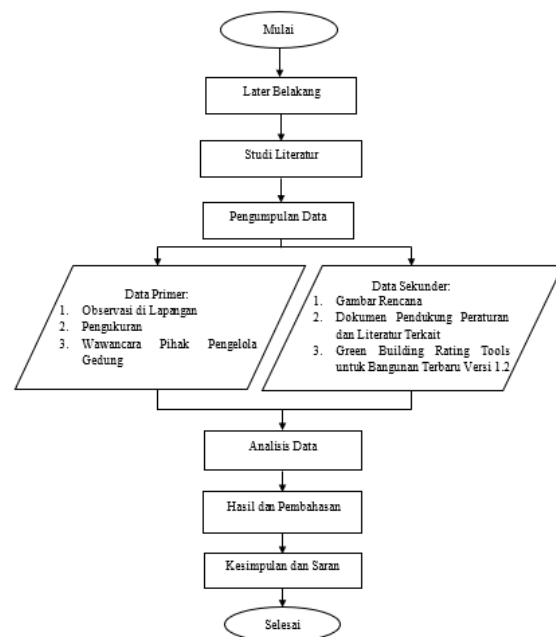 Mulai
Later Belakang
Studi Literatur
Pengumpulan Data
Data Primer:
1. Observasi di Lapangan
2. Pengukuran
3. Wawancara Pihak Pengelola
Gedung
Data Sekunder:
1. Gambar Rencana
2. Dokumen Pendukung Peraturan
dan Literatur Terkait
3. Green Building Rating Tools
untuk Bangunan Terbaru Versi 1.2
Analisis Data
Hasil dan Pembahasan
Kesimpulan dan Saran
Selesai